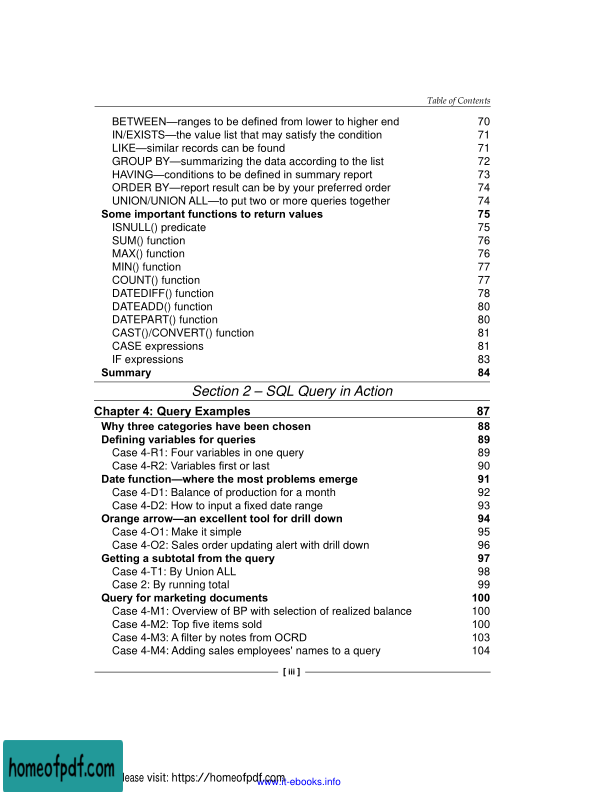 Table of Contents
BETWEEN—ranges to be defined from lower to higher end 70
IN/EXISTS—the value list that may satisfy the condition 71
LIKE—similar records can be found 71
GROUP BY—summarizing the data according to the list 72
HAVING—conditions to be defined in summary report 73
ORDER BY—report result can be by your preferred order 74
UNION/UNION ALL—to put two or more queries together 74
Some important functions to return values 75
ISNULL() predicate 75
SUM() function 76
MAX() function 76
MIN() function 77
COUNT() function 77
DATEDIFF() function 78
DATEADD() function 80
DATEPART() function 80
CAST()/CONVERT() function 81
CASE expressions 81
IF expressions 83
Summary 84
Section 2 – SQL Query in Action
Chapter 4: Query Examples 87
Why three categories have been chosen 88
Defining variables for queries 89
Case 4-R1: Four variables in one query 89
Case 4-R2: Variables first or last 90
Date function—where the most problems emerge 91
Case 4-D1: Balance of production for a month 92
Case 4-D2: How to input a fixed date range 93
Orange arrow—an excellent tool for drill down 94
Case 4-O1: Make it simple 95
Case 4-O2: Sales order updating alert with drill down 96
Getting a subtotal from the query 97
Case 4-T1: By Union ALL 98
Case 2: By running total 99
Query for marketing documents 100
Case 4-M1: Overview of BP with selection of realized balance 100
Case 4-M2: Top five items sold 100
Case 4-M3: A filter by notes from OCRD 103
Case 4-M4: Adding sales employees' names to a query 104
[ iii ]
homeofpdf.com
lease visit: https://homeofpdf.com
www.it-ebooks.info